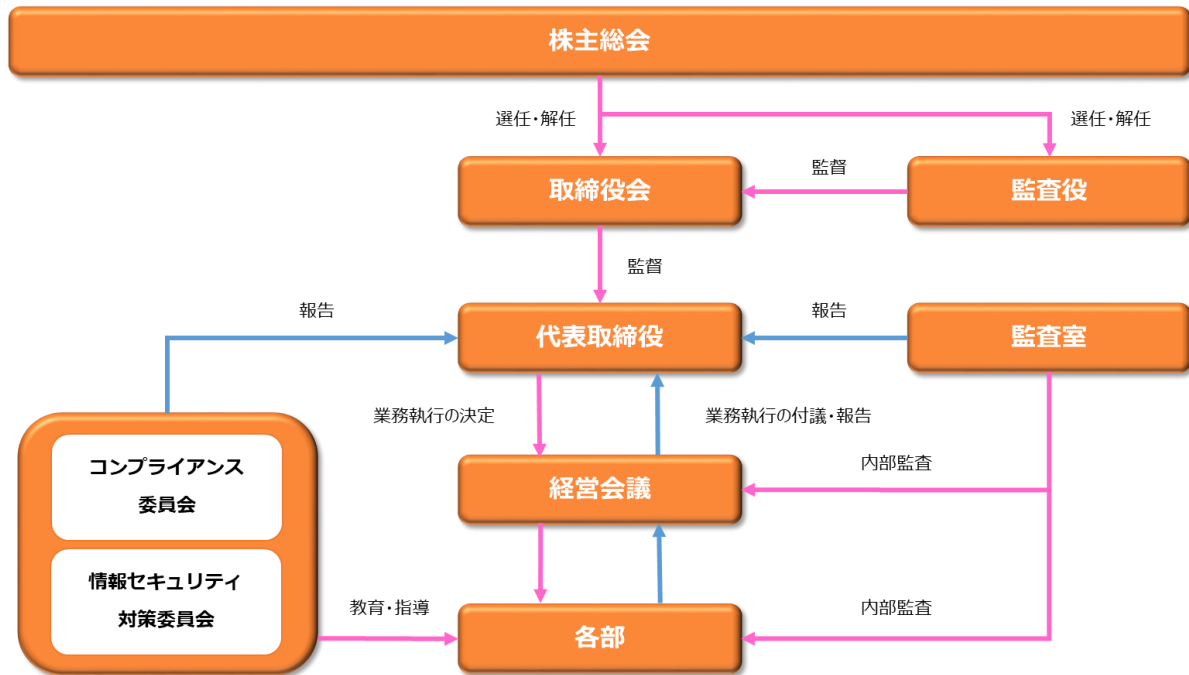 株主総会
選任・解任
選任・解任
取締役会
監督
監査役
監督
報告
代表取締役
報告
監査室
業務執行の決定
業務執行の付議・報告
コンプライアンス
委員会
経営会議
内部監査
情報セキュリティ
対策委員会
教育・指導
各部
内部監査